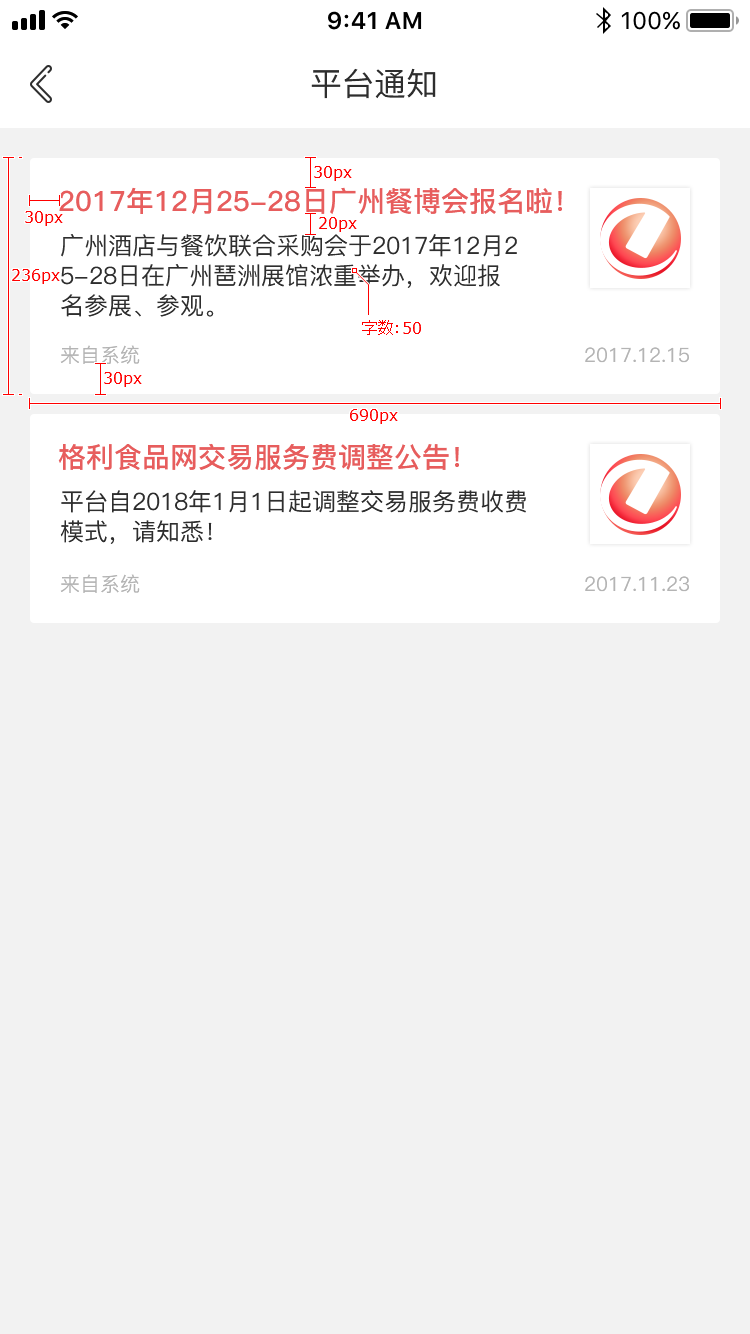 9:41 AM
100%
平台通知
30px
2017年12月25-28日广州餐博会报名啦！
30px
20px
广州酒店与餐饮联合采购会于2017年12月2
236px
5-28日在广州琶洲展馆浓重举办，欢迎报
名参展、参观。
字数：50
来自系统
2017.12.15
30px
690px
格利食品网交易服务费调整公告！
平台自2018年1月1日起调整交易服务费收费
模式，请知悉！
来自系统
2017.11.23